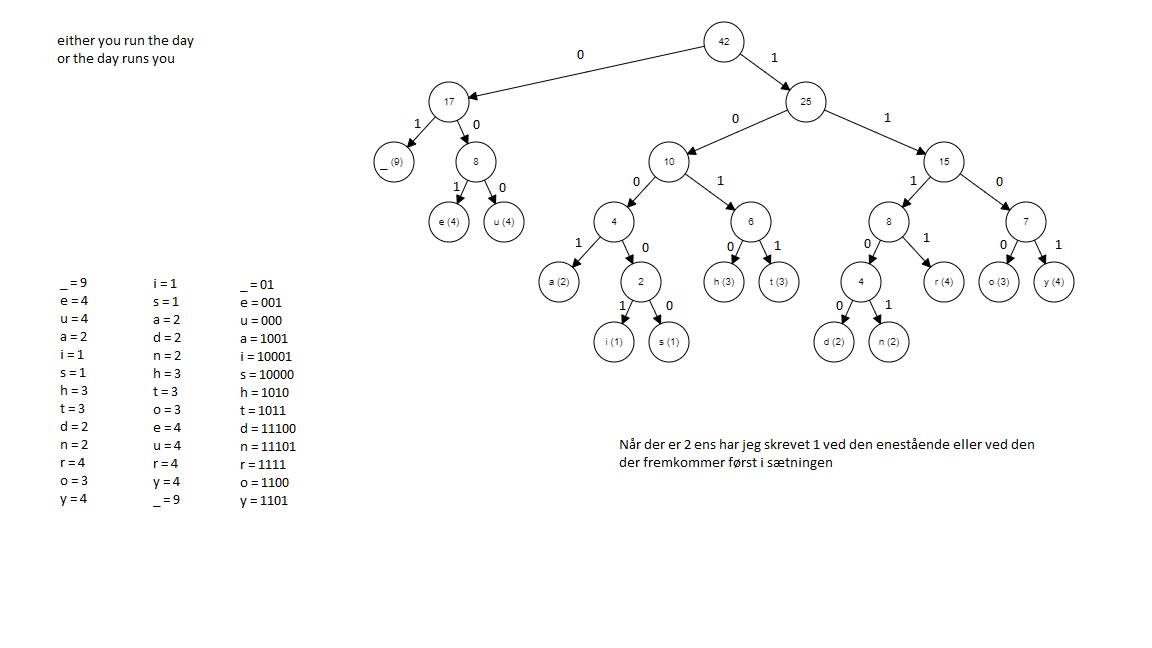 either you run the day
or the day runs you
42
0
1
17
25
1
0
0
1
_ (9)
8
10
15
1
0
0
1
1
0
e (4)
u (4)
4
6
8
7
1
0
0
1
0
1
0
1
a (2)
2
h (3)
t (3)
4
r (4)
o (3)
y (4)
1
0
0
1
i (1)
s (1)
d (2)
n (2)
_ = 9
e = 4
u = 4
a = 2
i = 1
s = 1
h = 3
t = 3
d = 2
n = 2
r = 4
o = 3
y = 4
i = 1
s = 1
a = 2
d = 2
n = 2
h = 3
t = 3
o = 3
e = 4
u = 4
r = 4
y = 4
_ = 9
_ = 01
e = 001
u = 000
a = 1001
i = 10001
s = 10000
h = 1010
t = 1011
d = 11100
n = 11101
r = 1111
o = 1100
y = 1101
Når der er 2 ens har jeg skrevet 1 ved den enestående eller ved den
der fremkommer først i sætningen